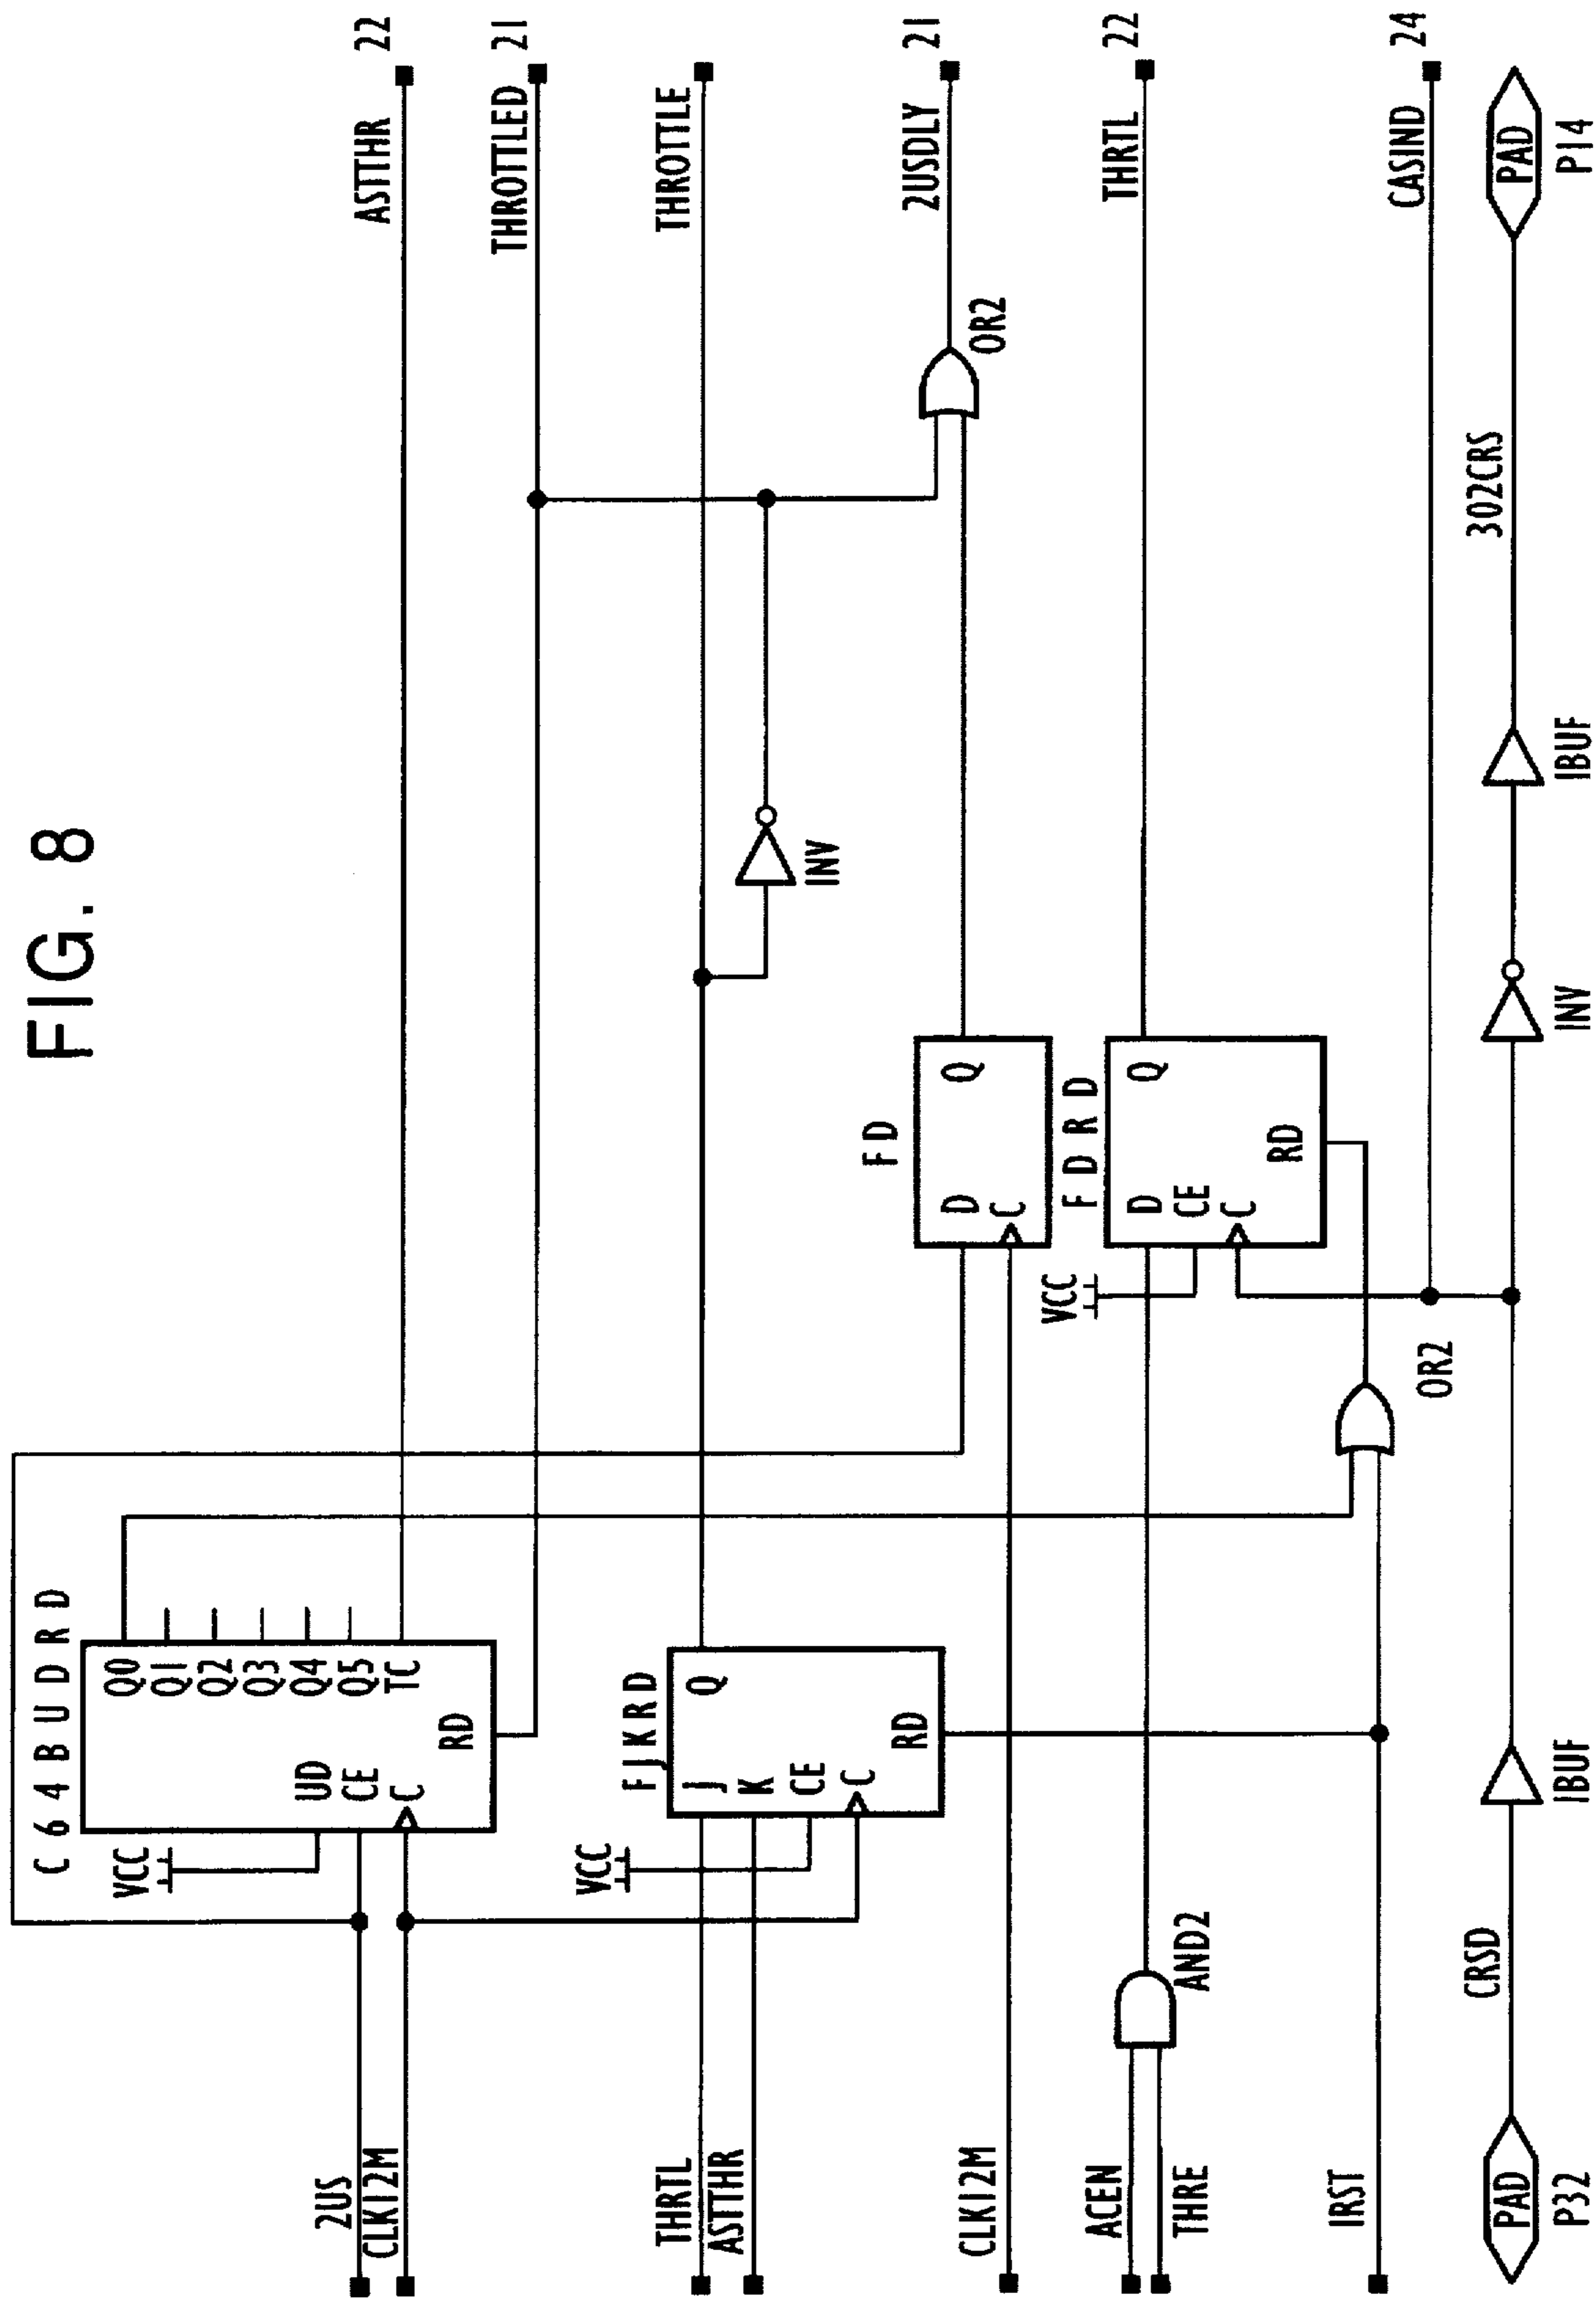 FIG. 8
ASTTHR 22
THROTTLED 21
THROTTLE
2USDLY 21
THRTL 22
CASIND 24
C64BUDRD
VCC
UD
CE
C
RD
Q0
Q1
Q2
Q3
Q4
Q5
TC
2US
CLK12M
FJKRD
VCC
J
K
CE
C
RD
Q
THRTL
ASTTHR
INV
FD
D
C
Q
CLK12M
OR2
FDRD
VCC
D
CE
C
RD
Q
ACEN
THRE
AND2
IRST
OR2
PAD
P32
CRSD
IBUF
INV
IBUF
302CRS
PAD
P14